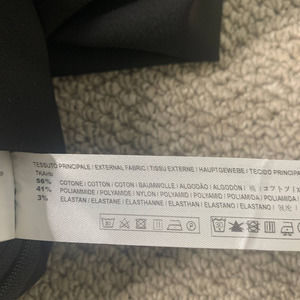 TESSUTO PRINCIPALE / EXTERNAL FABRIC / TISSU EXTERNE / HAUPTGEWEBE / TECIDO PRINCIPAL
ТКАНЬ
56% COTONE / COTTON / COTON / BAUMWOLLE / ALGODÃO / ALGODÓN /
41% POLIAMMIDE / POLYAMIDE / NYLON / POLYAMID / POLIAMIDA / POLIAMIDA
3% ELASTAN / ELASTANE / ELASTHANNE / ELASTHAN / ELASTANO / ELASTANO /